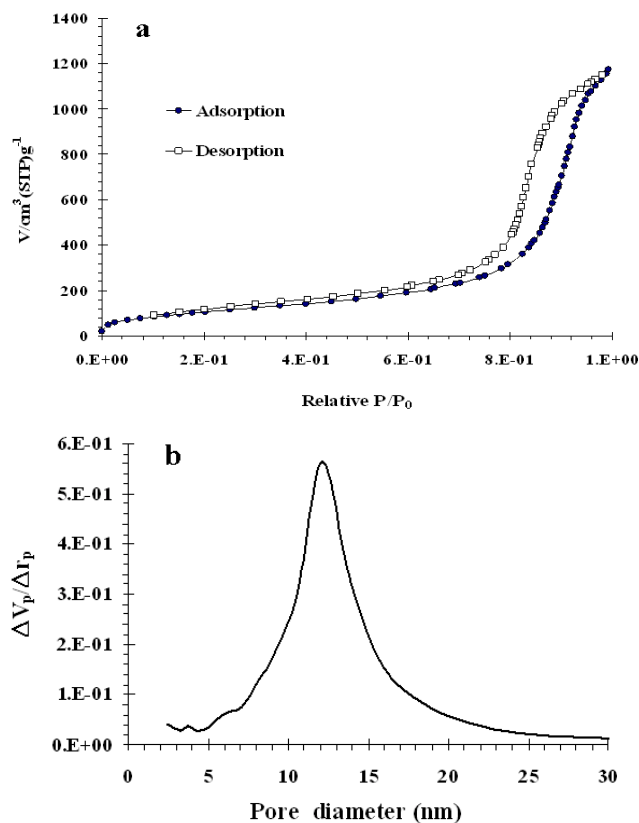 a
1400
1200
1000
800
600
400
200
0
V/cm³(STP)g⁻¹
Adsorption
Desorption
0.E+00 2.E-01 4.E-01 6.E-01 8.E-01 1.E+00
Relative P/P₀
b
6.E-01
5.E-01
4.E-01
3.E-01
2.E-01
1.E-01
0.E+00
ΔVₚ/Δrₚ
0 5 10 15 20 25 30
Pore diameter (nm)